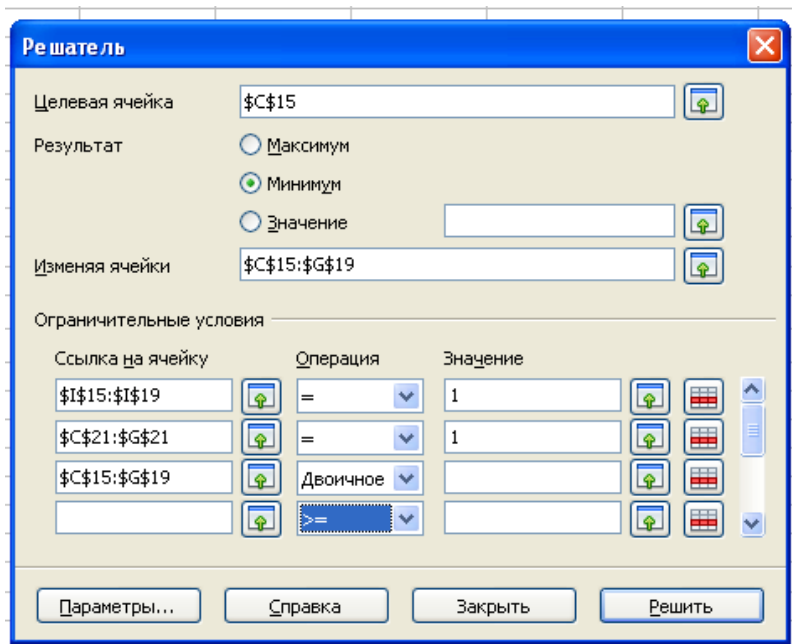 Решатель
Целевая ячейка $C$15
Результат Максимум
Минимум
Значение
Изменяя ячейки $C$15:$G$19
Ограничительные условия
Ссылка на ячейку Операция Значение
$I$15:$I$19 = 1
$C$21:$G$21 = 1
$C$15:$G$19 Двоичное
>=
Параметры... Справка Закрыть Решить